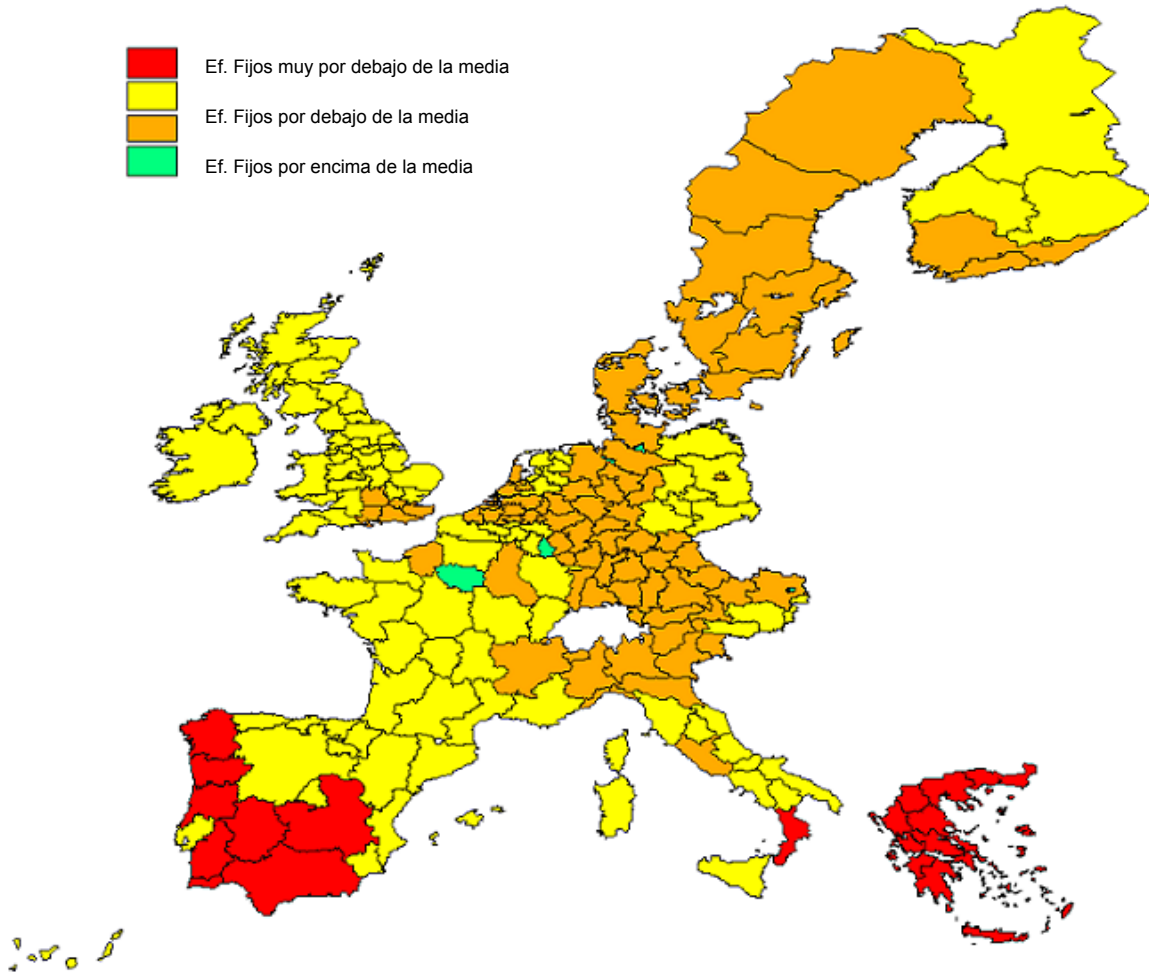 Ef. Fijos muy por debajo de la media
Ef. Fijos por debajo de la media
Ef. Fijos por encima de la media